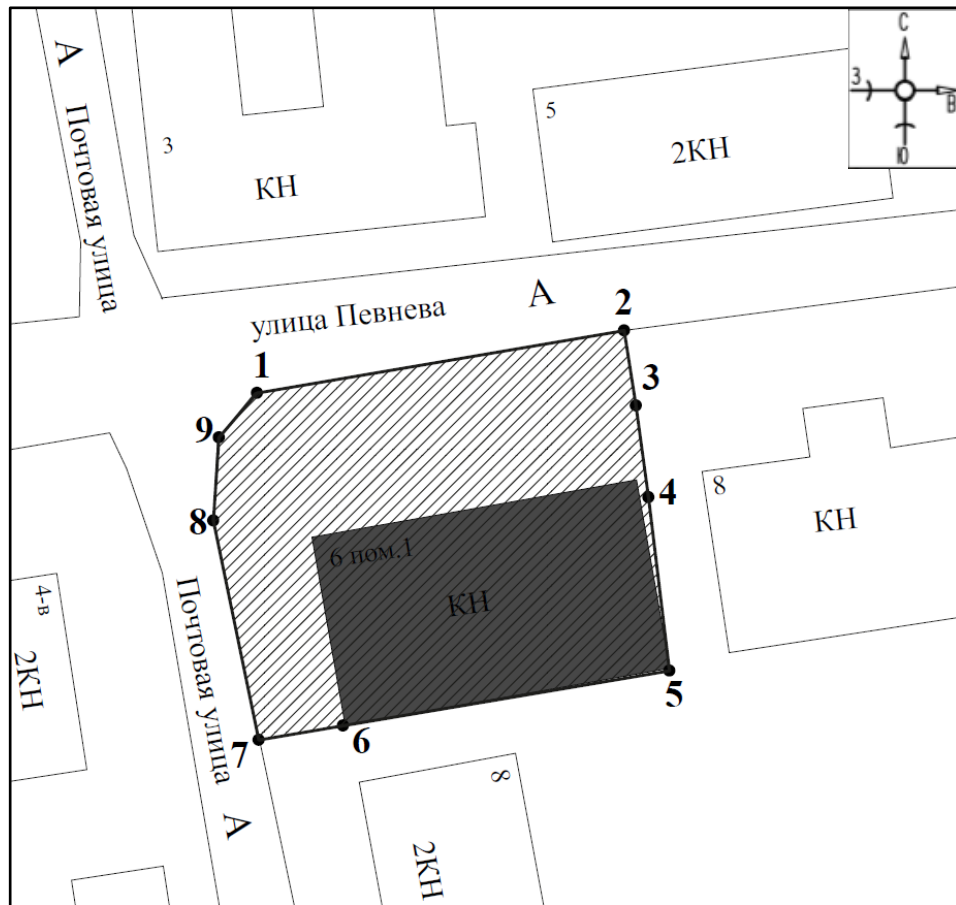 А
С
З
В
Ю
Почтовая улица
3
КН
5
2КН
улица Певнева
А
2
1
3
9
8
4
8
КН
6 пом.1
КН
4-в
2КН
Почтовая улица
5
6
7
8
А
2КН